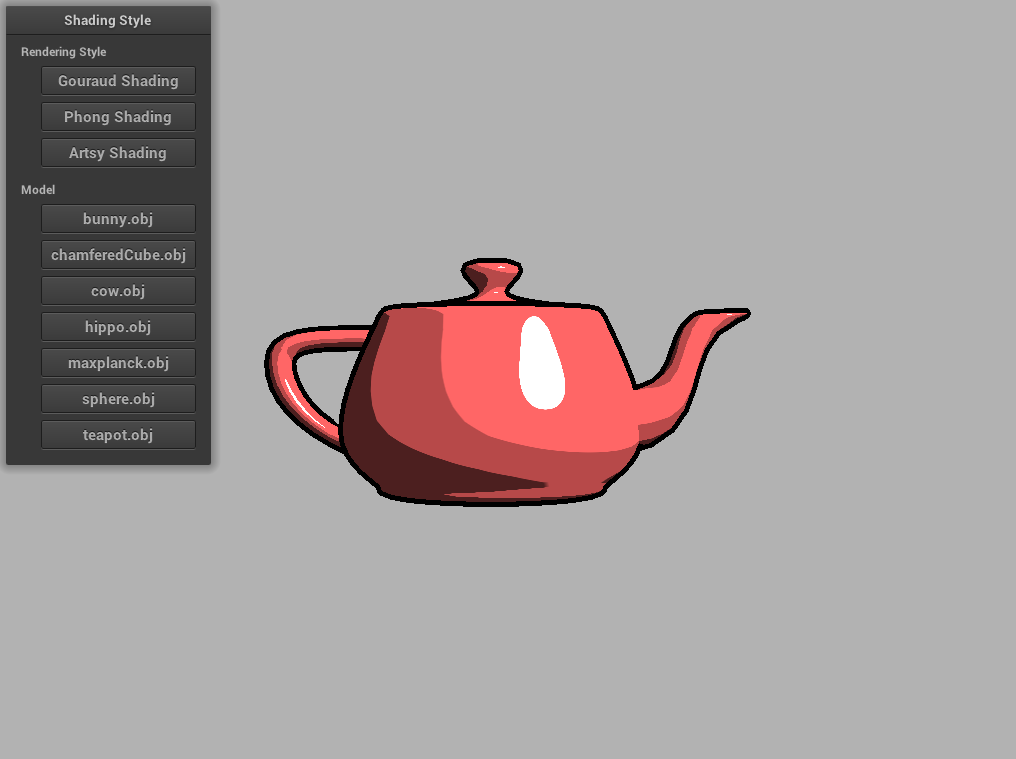 Shading Style
Rendering Style
Gouraud Shading
Phong Shading
Artsy Shading
Model
bunny.obj
chamferedCube.obj
cow.obj
hippo.obj
maxplanck.obj
sphere.obj
teapot.obj